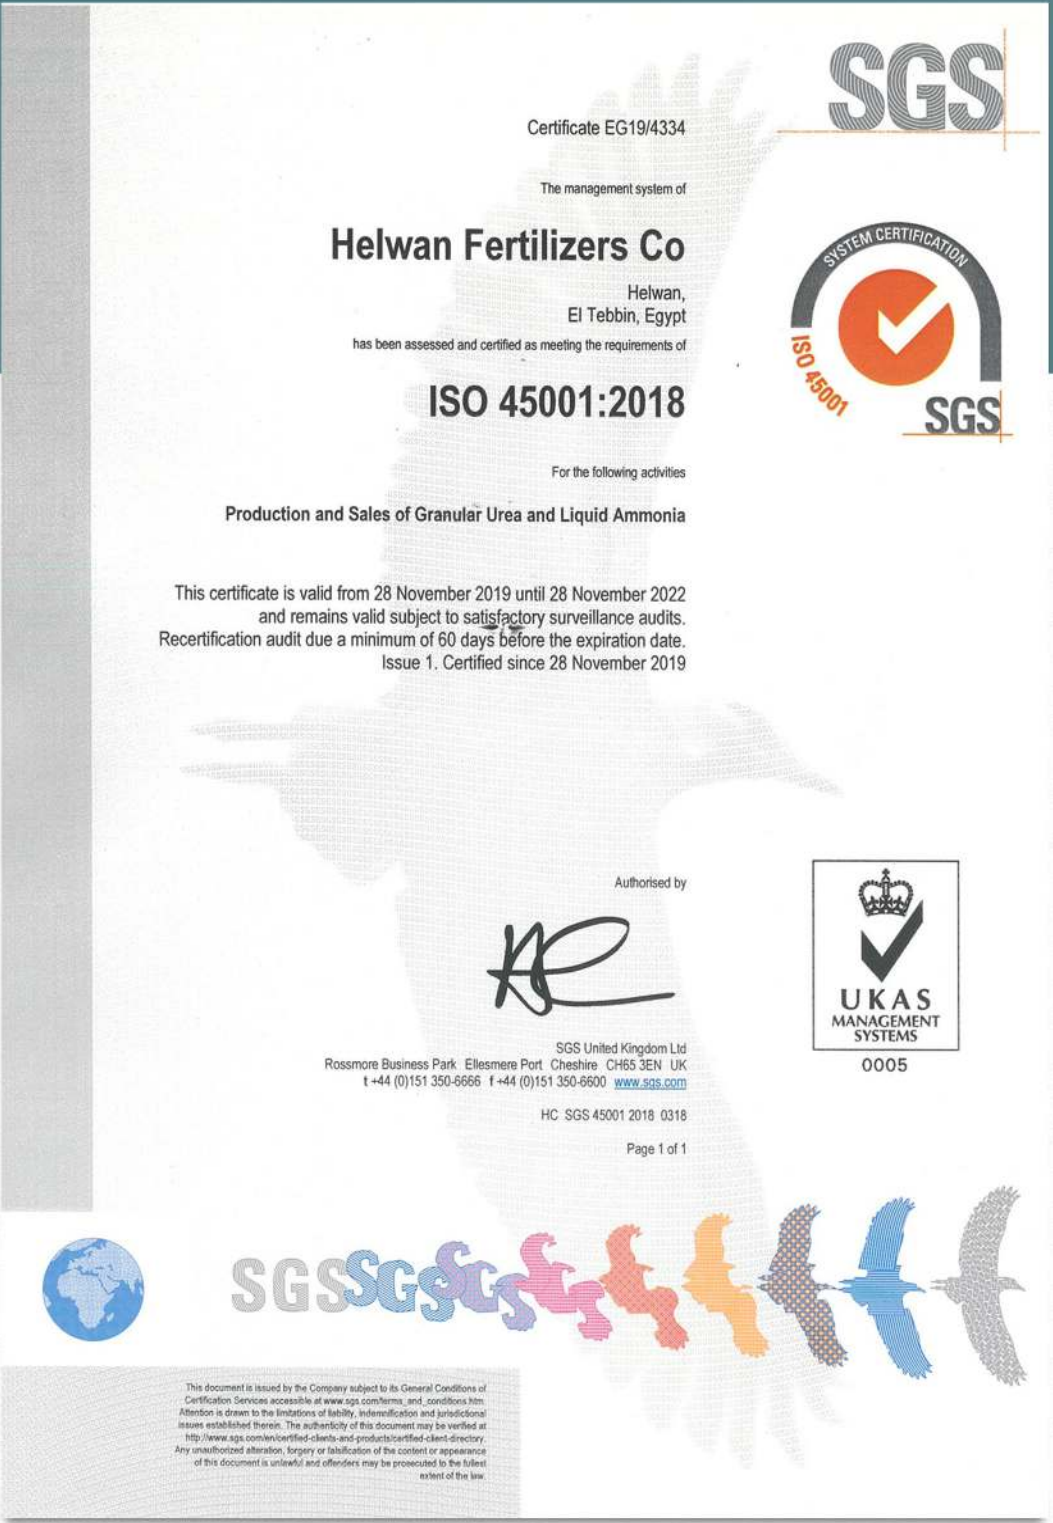 SGS
Certificate EG19/4334
The management system of
Helwan Fertilizers Co
Helwan,
El Tebbin, Egypt
has been assessed and certified as meeting the requirements of
ISO 45001:2018
SYSTEM CERTIFICATION
ISO 45001
SGS
For the following activities
Production and Sales of Granular Urea and Liquid Ammonia
This certificate is valid from 28 November 2019 until 28 November 2022
and remains valid subject to satisfactory surveillance audits.
Recertification audit due a minimum of 60 days before the expiration date.
Issue 1. Certified since 28 November 2019
Authorised by
SGS United Kingdom Ltd
Rossmore Business Park Ellesmere Port Cheshire CH65 3EN UK
t +44 (0)151 350-6666 f +44 (0)151 350-6600 www.sgs.com
HC SGS 45001 2018 0318
Page 1 of 1
UKAS
MANAGEMENT
SYSTEMS
0005
SGSSGSSGS
This document is issued by the Company subject to its General Conditions of
Certification Services accessible at www.sgs.com/terms_and_conditions.htm.
Attention is drawn to the limitations of liability, indemnification and jurisdictional
issues established therein. The authenticity of this document may be verified at
http://www.sgs.com/en/certified-clients-and-products/certified-client-directory.
Any unauthorized alteration, forgery or falsification of the content or appearance
of this document is unlawful and offenders may be prosecuted to the fullest
extent of the law.